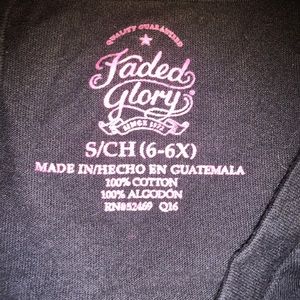 QUALITY GUARANTEED
Faded
Glory®
SINCE 1972
S/CH (6-6X)
MADE IN/HECHO EN GUATEMALA
100% COTTON
100% ALGODÓN
RN#52469 Q16